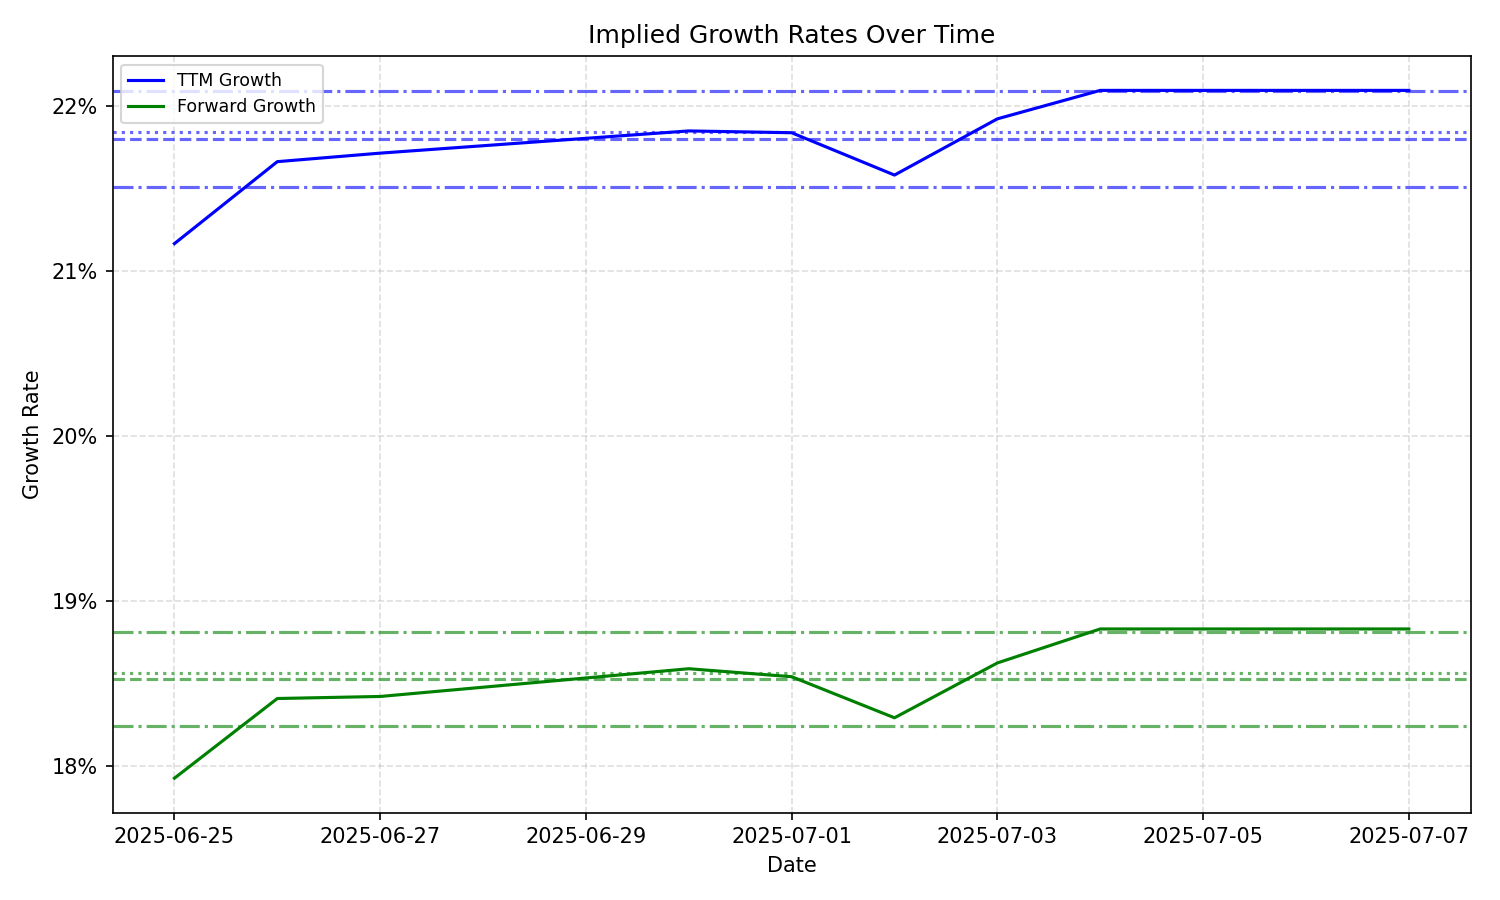 Implied Growth Rates Over Time
TTM Growth
Forward Growth
22%
21%
20%
19%
18%
Growth Rate
2025-06-25 2025-06-27 2025-06-29 2025-07-01 2025-07-03 2025-07-05 2025-07-07
Date